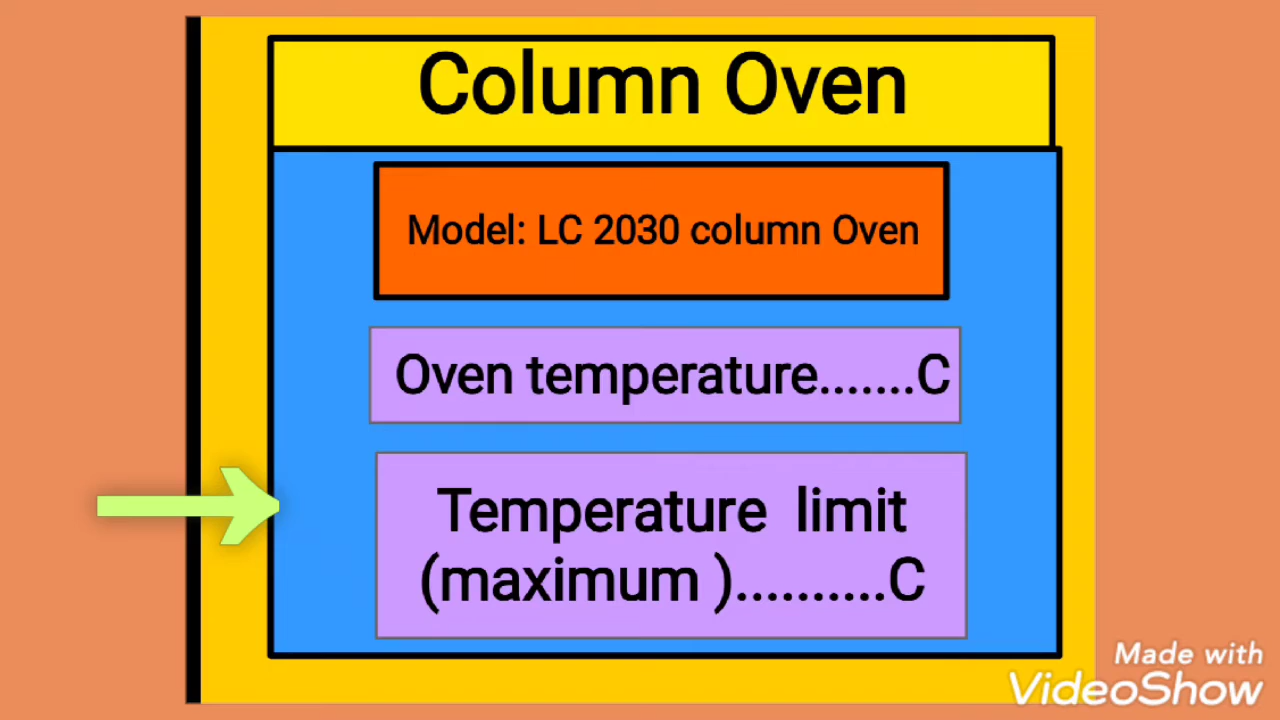 Column Oven
Model: LC 2030 column Oven
Oven temperature.......C
Temperature limit
(maximum )..........C
Made with
VideoShow